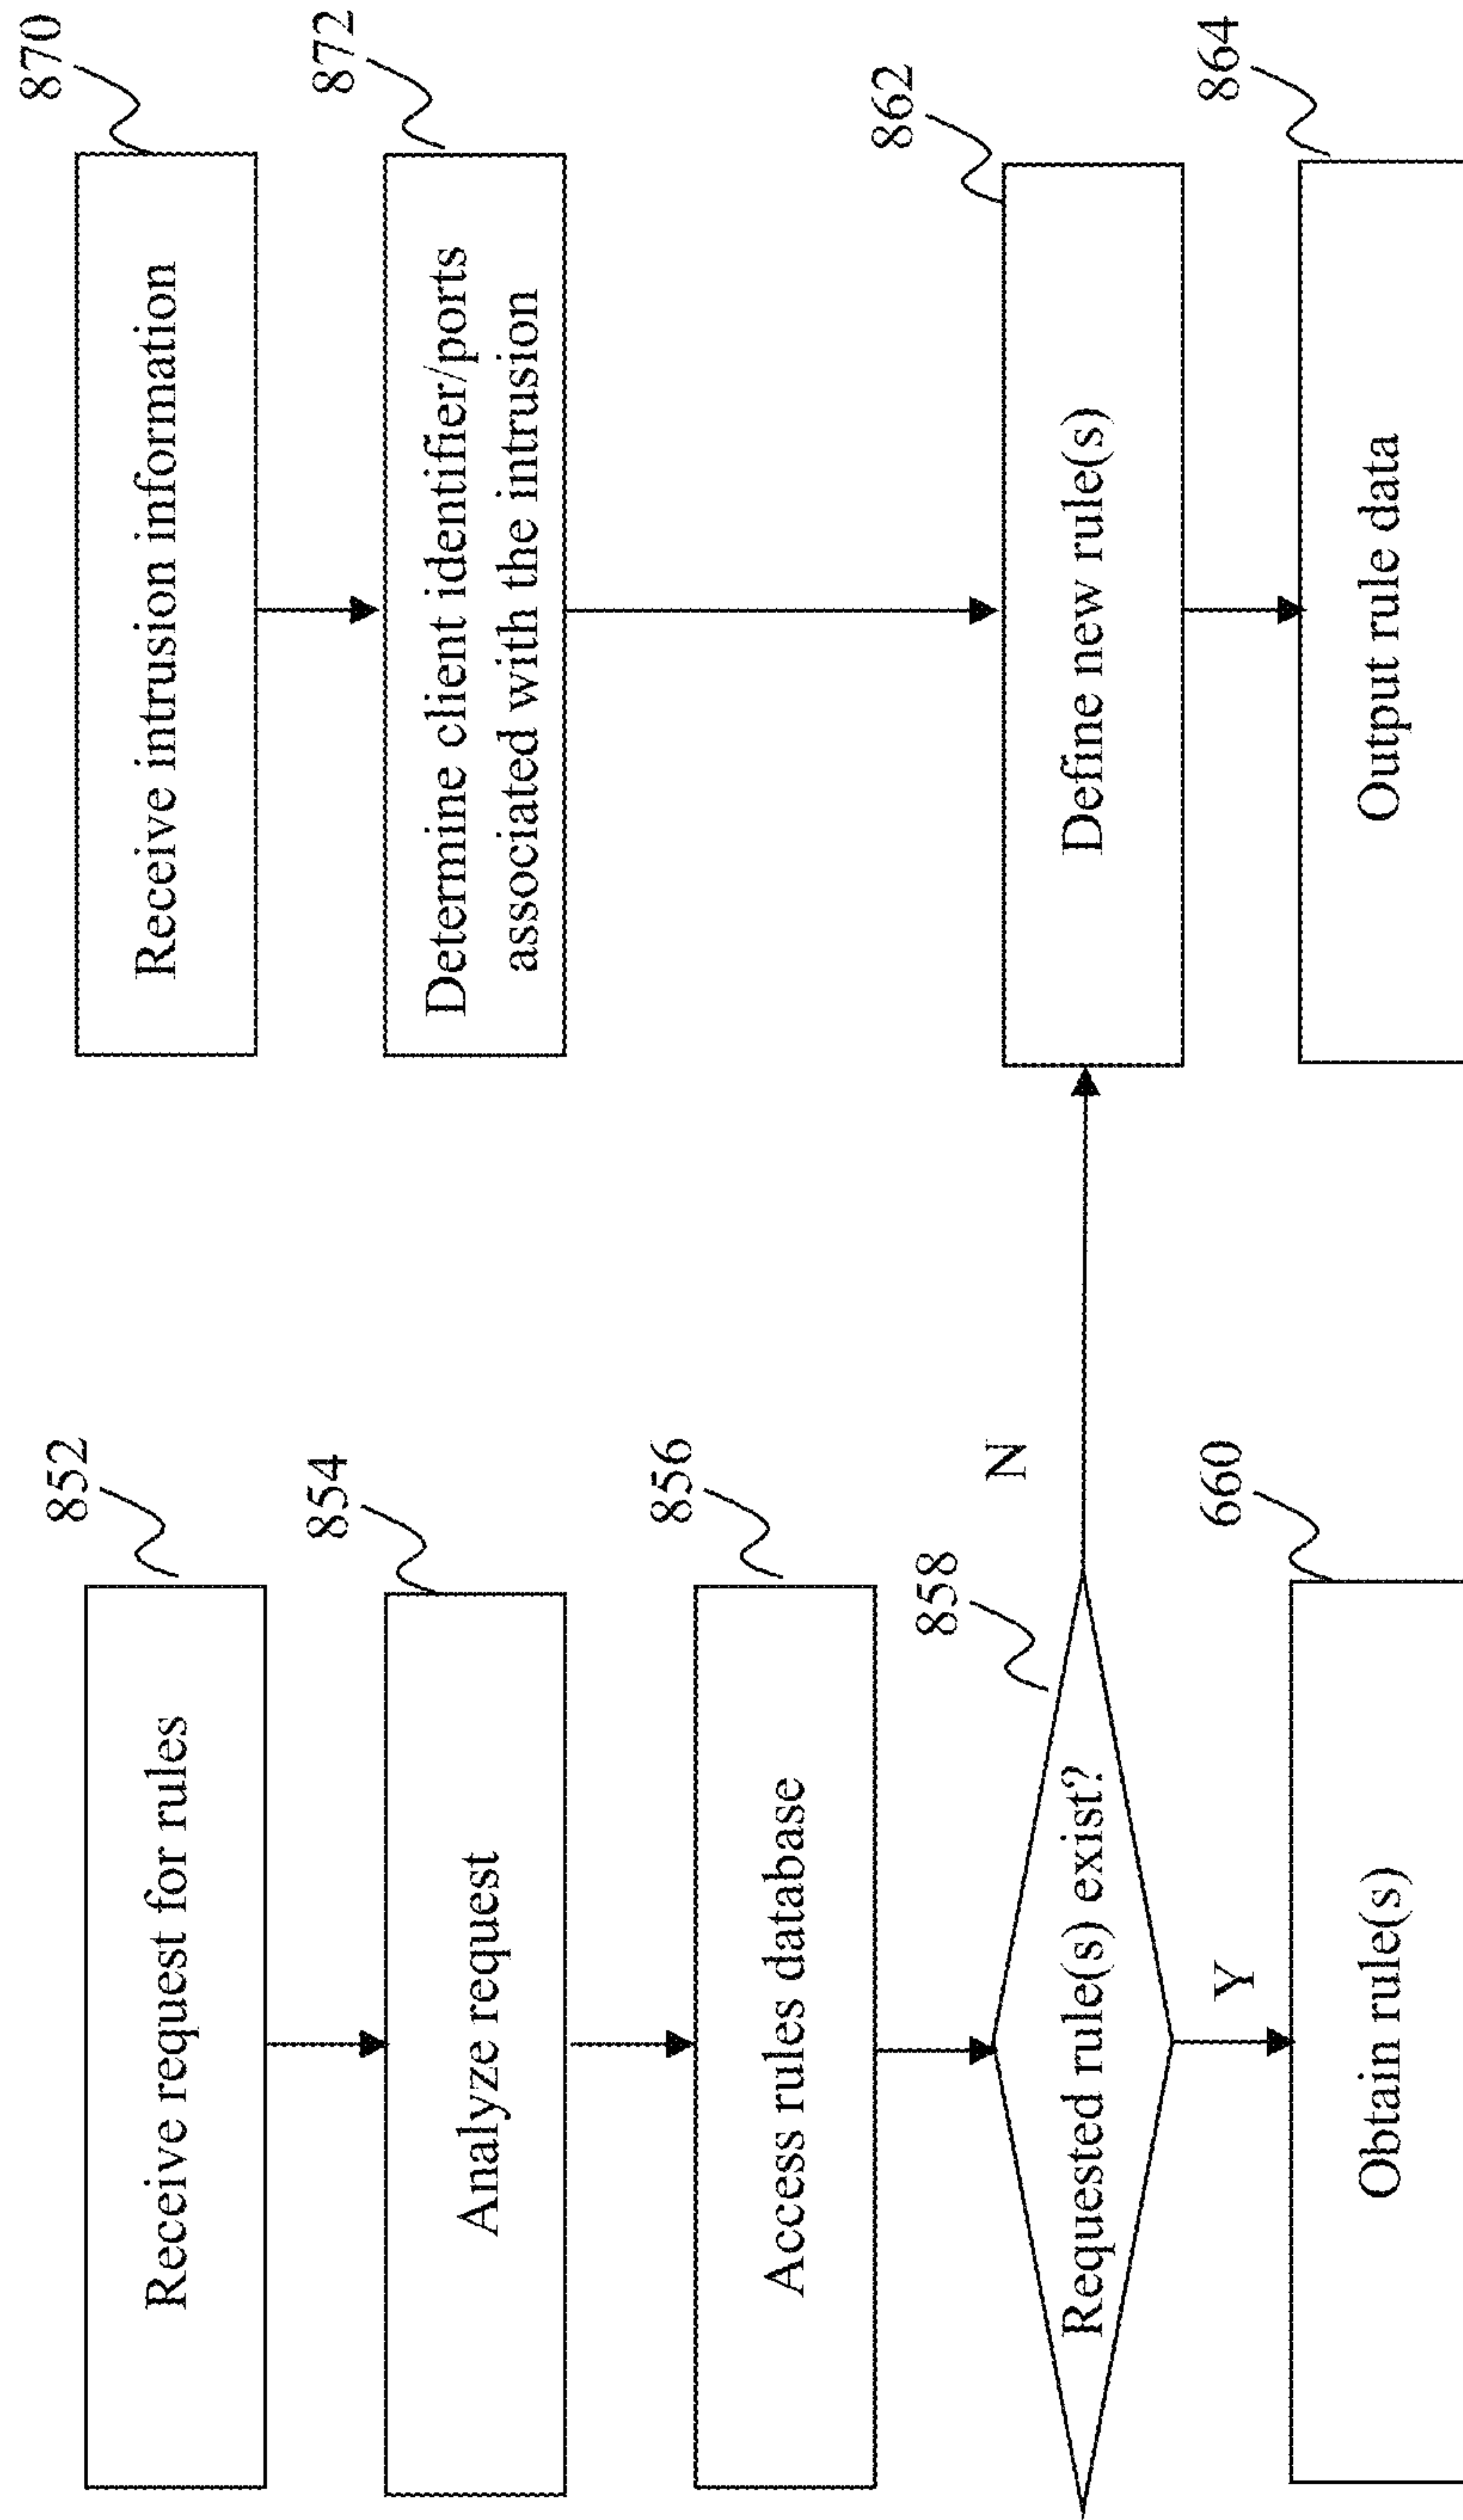 852
Receive request for rules
854
Analyze request
856
Access rules database
858
Requested rule(s) exist?
N
Y
660
Obtain rule(s)
870
Receive intrusion information
872
Determine client identifier/ports
associated with the intrusion
862
Define new rule(s)
864
Output rule data